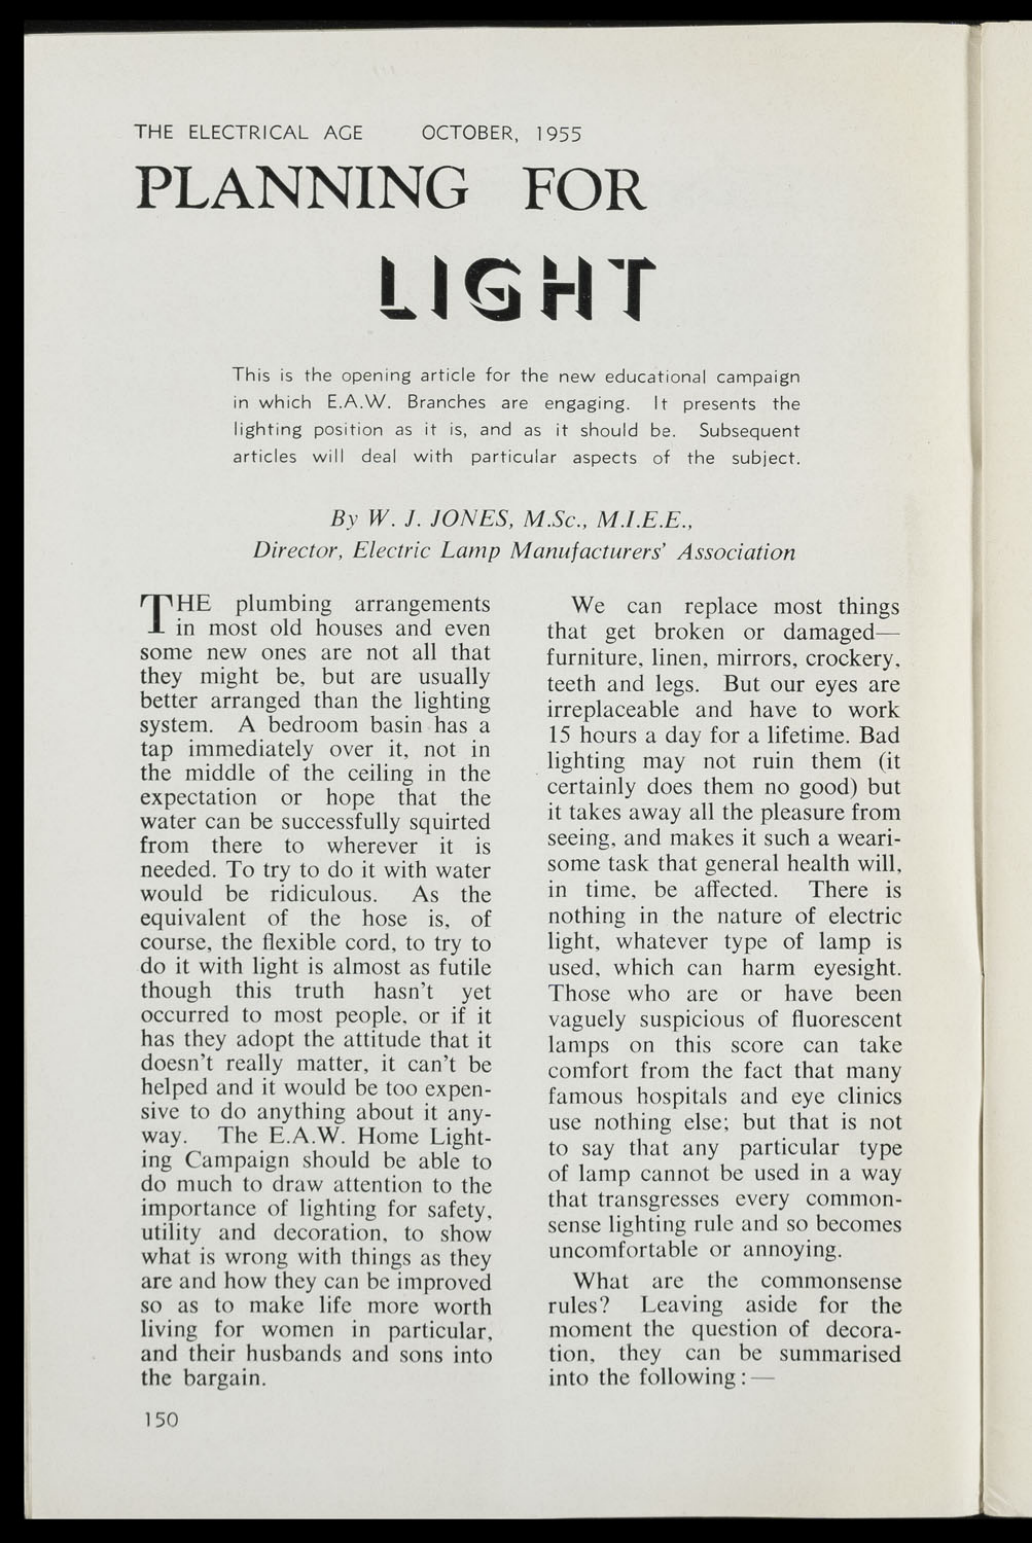 THE ELECTRICAL AGE OCTOBER, 1955
PLANNING FOR
LIGHT
This is the opening article for the new educational campaign
in which E.A.W. Branches are engaging. It presents the
lighting position as it is, and as it should be. Subsequent
articles will deal with particular aspects of the subject.
By W. J. JONES, M.Sc., M.I.E.E.,
Director, Electric Lamp Manufacturers' Association
THE plumbing arrangements
in most old houses and even
some new ones are not all that
they might be, but are usually
better arranged than the lighting
system. A bedroom basin has a
tap immediately over it, not in
the middle of the ceiling in the
expectation or hope that the
water can be successfully squirted
from there to wherever it is
needed. To try to do it with water
would be ridiculous. As the
equivalent of the hose is, of
course, the flexible cord, to try to
do it with light is almost as futile
though this truth hasn't yet
occurred to most people, or if it
has they adopt the attitude that it
doesn't really matter, it can't be
helped and it would be too expen-
sive to do anything about it any-
way. The E.A.W. Home Light-
ing Campaign should be able to
do much to draw attention to the
importance of lighting for safety,
utility and decoration, to show
what is wrong with things as they
are and how they can be improved
so as to make life more worth
living for women in particular,
and their husbands and sons into
the bargain.
We can replace most things
that get broken or damaged—
furniture, linen, mirrors, crockery,
teeth and legs. But our eyes are
irreplaceable and have to work
15 hours a day for a lifetime. Bad
lighting may not ruin them (it
certainly does them no good) but
it takes away all the pleasure from
seeing, and makes it such a weari-
some task that general health will,
in time, be affected. There is
nothing in the nature of electric
light, whatever type of lamp is
used, which can harm eyesight.
Those who are or have been
vaguely suspicious of fluorescent
lamps on this score can take
comfort from the fact that many
famous hospitals and eye clinics
use nothing else; but that is not
to say that any particular type
of lamp cannot be used in a way
that transgresses every common-
sense lighting rule and so becomes
uncomfortable or annoying.
What are the commonsense
rules? Leaving aside for the
moment the question of decora-
tion, they can be summarised
into the following :—
150